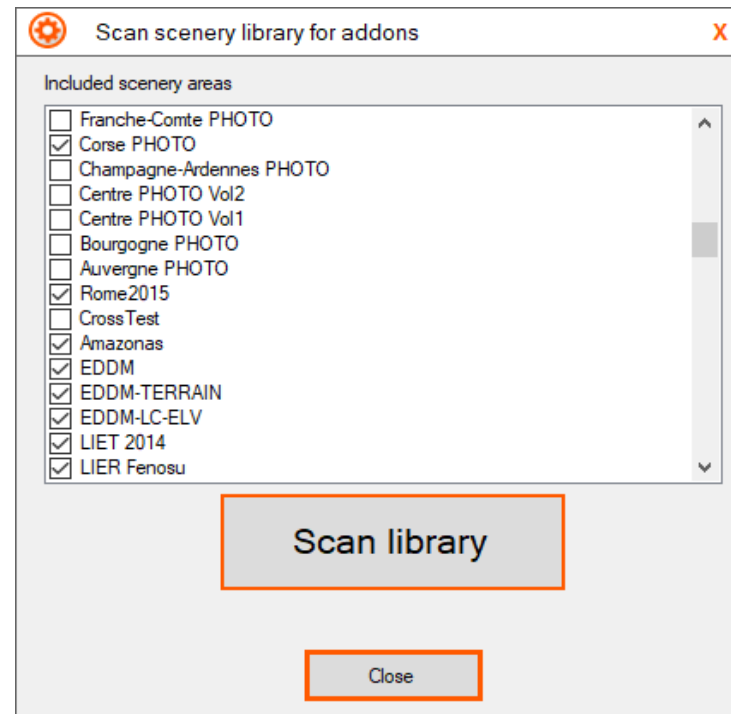 Scan scenery library for addons
X
Included scenery areas
Franche-Comte PHOTO
Corse PHOTO
Champagne-Ardennes PHOTO
Centre PHOTO Vol2
Centre PHOTO Vol1
Bourgogne PHOTO
Auvergne PHOTO
Rome2015
CrossTest
Amazonas
EDDM
EDDM-TERRAIN
EDDM-LC-ELV
LIET 2014
LIER Fenosu
Scan library
Close